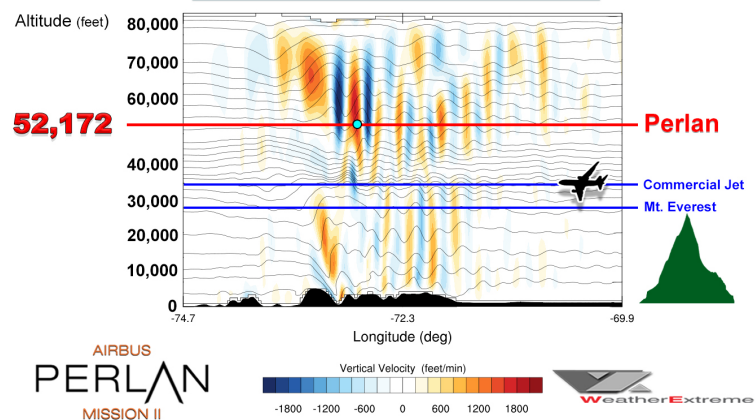 Altitude (feet)
80,000
70,000
60,000
52,172
Perlan
40,000
Commercial Jet
30,000
Mt. Everest
20,000
10,000
0
-74.7
-72.3
-69.9
Longitude (deg)
AIRBUS
PERLAN
MISSION II
Vertical Velocity (feet/min)
-1800 -1200 -600 0 600 1200 1800
WeatherExtreme